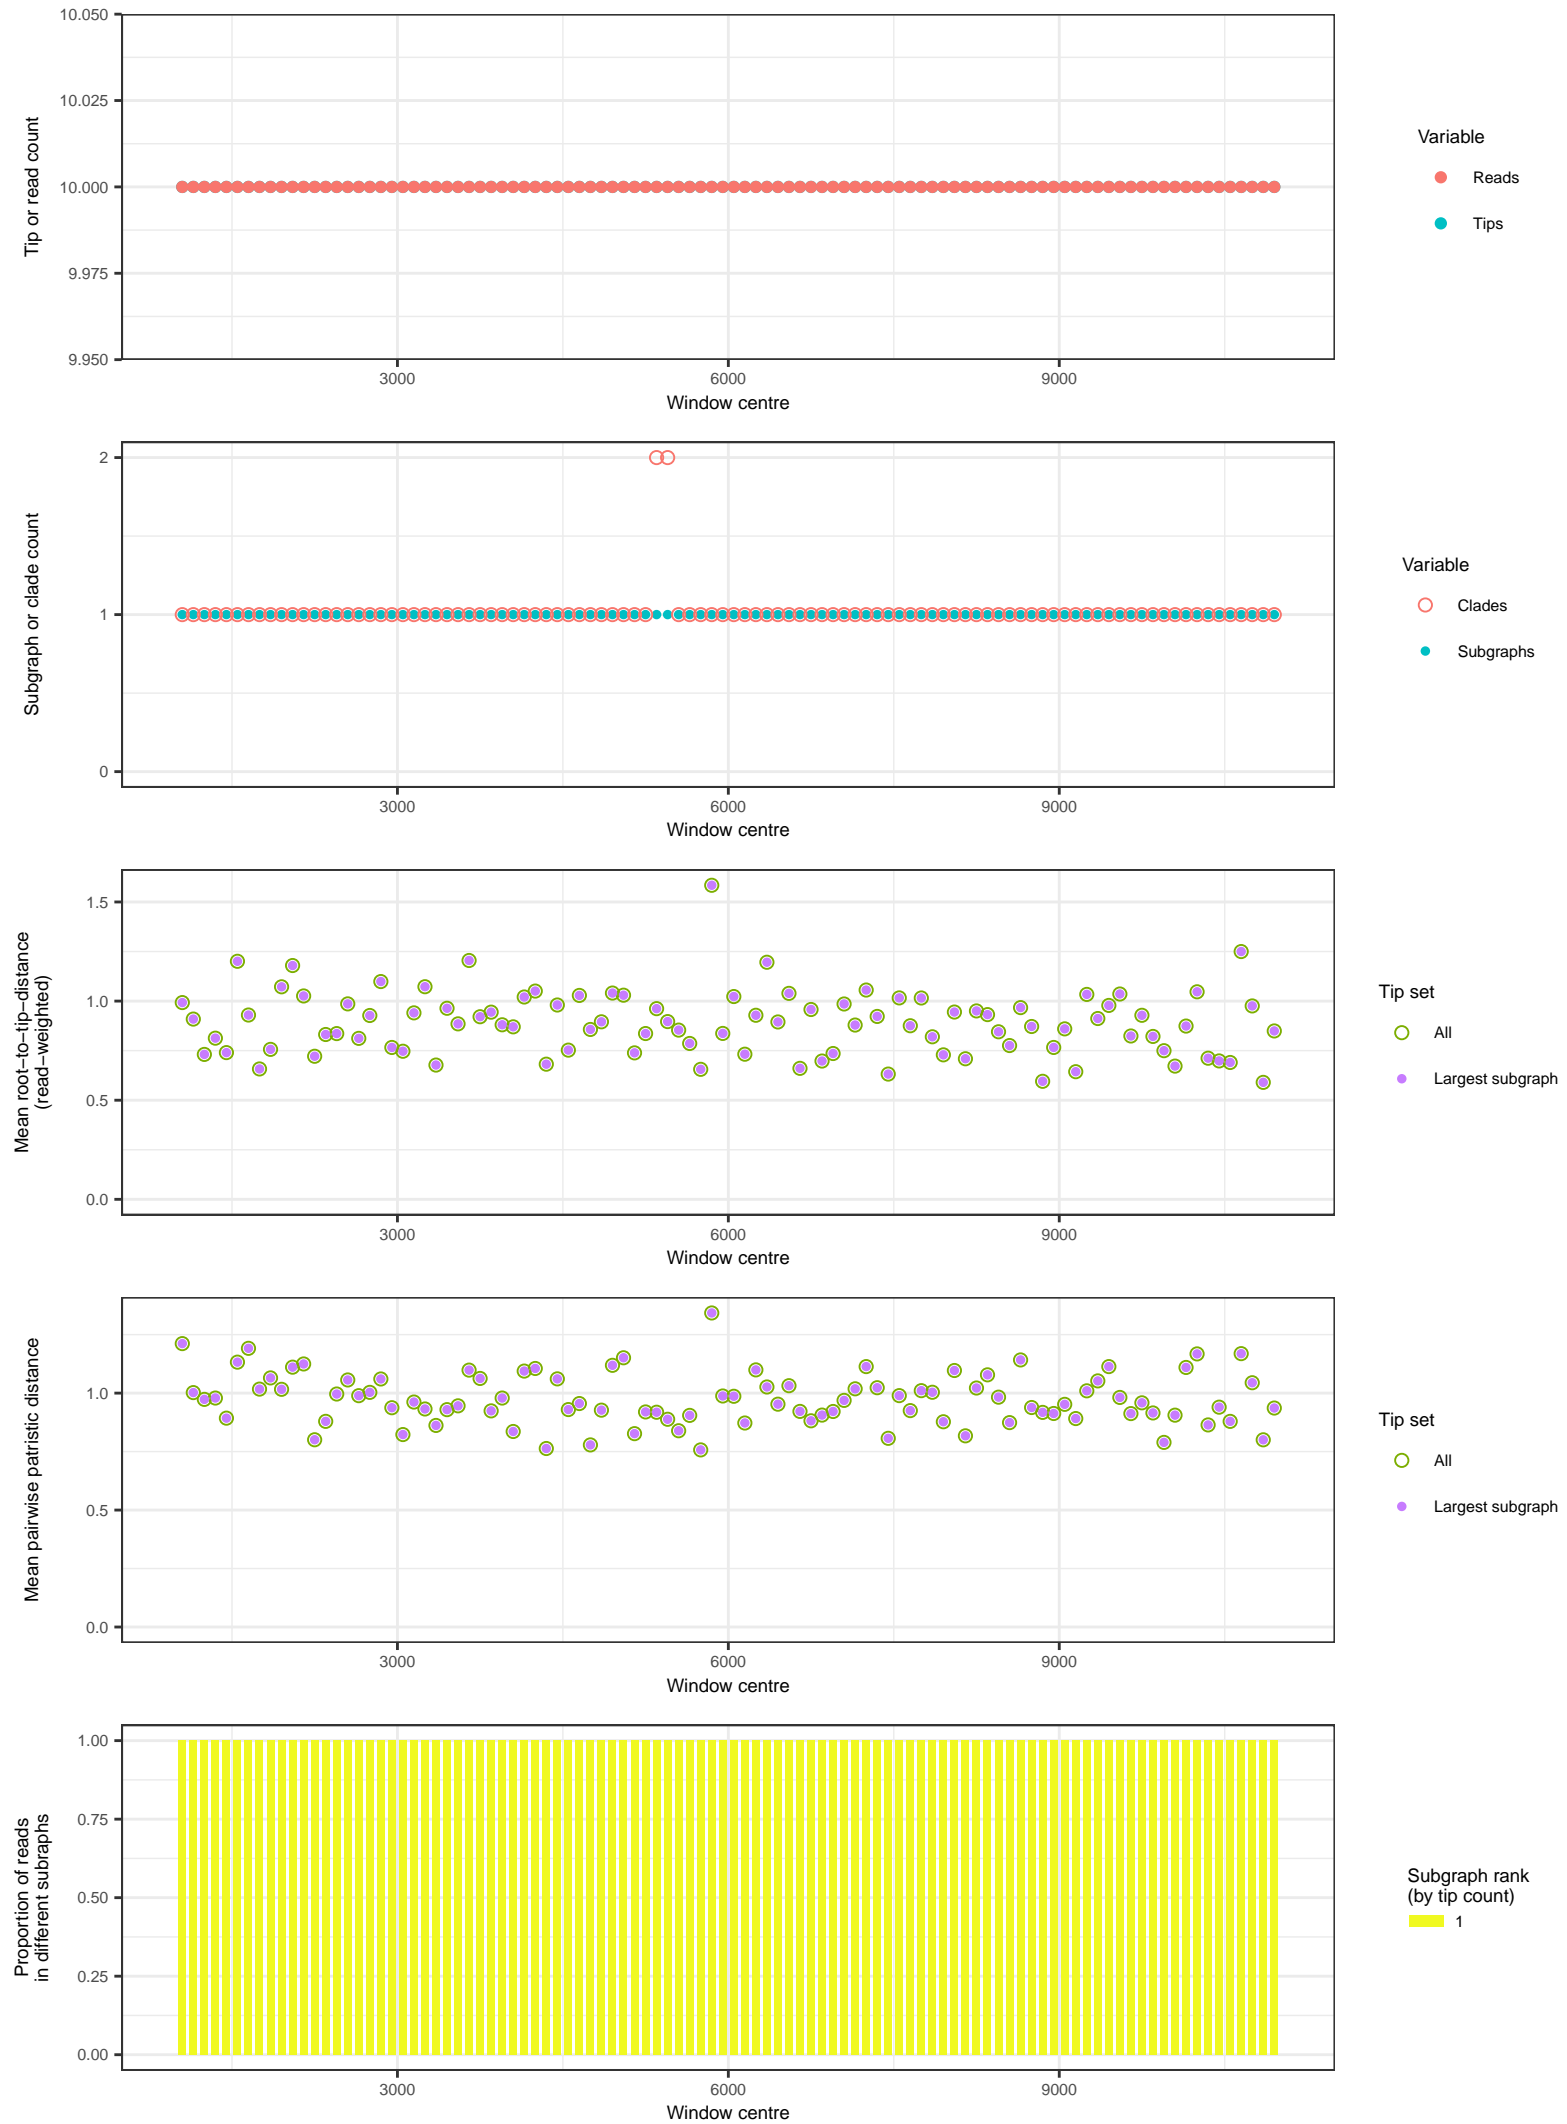 10.050
10.025
10.000
9.975
9.950
Tip or read count
3000
6000
9000
Window centre
Variable
Reads
Tips
2
1
0
Subgraph or clade count
3000
6000
9000
Window centre
Variable
Clades
Subgraphs
1.5
1.0
0.5
0.0
Mean root−to−tip−distance
(read−weighted)
3000
6000
9000
Window centre
Tip set
All
Largest subgraph
1.0
0.5
0.0
Mean pairwise patristic distance
3000
6000
9000
Window centre
Tip set
All
Largest subgraph
1.00
0.75
0.50
0.25
0.00
Proportion of reads
in different subraphs
3000
6000
9000
Window centre
Subgraph rank
(by tip count)
1